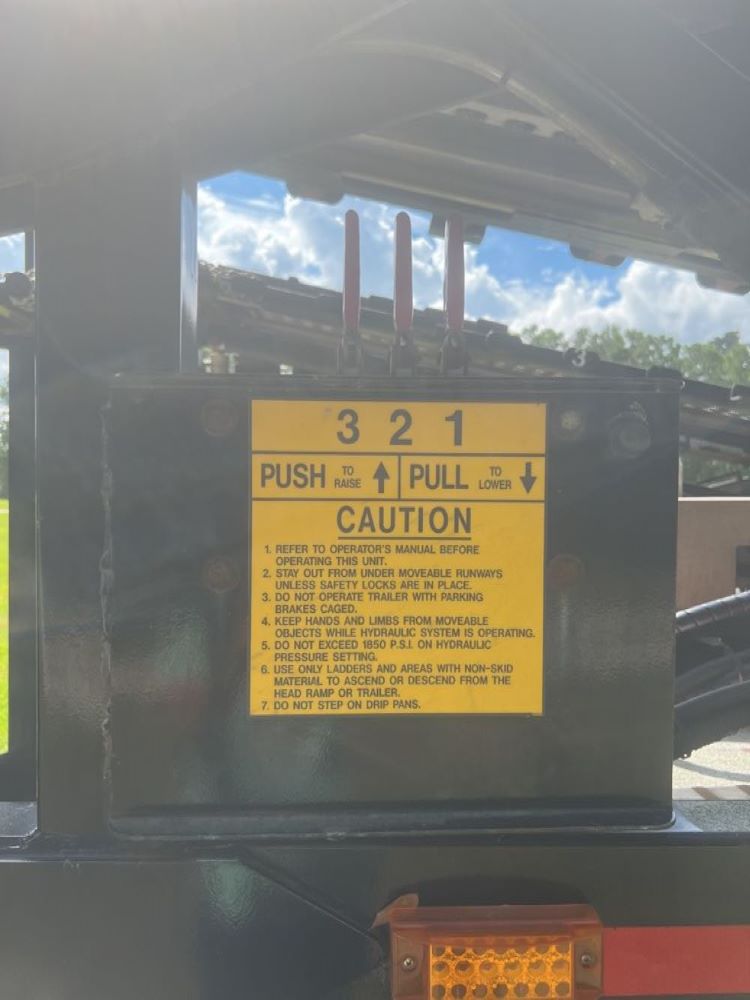 3 2 1
PUSH TO RAISE ↑ PULL TO LOWER ↓
CAUTION
1. REFER TO OPERATOR'S MANUAL BEFORE
OPERATING THIS UNIT.
2. STAY OUT FROM UNDER MOVEABLE RUNWAYS
UNLESS SAFETY LOCKS ARE IN PLACE.
3. DO NOT OPERATE TRAILER WITH PARKING
BRAKES CAGED.
4. KEEP HANDS AND LIMBS FROM MOVEABLE
OBJECTS WHILE HYDRAULIC SYSTEM IS OPERATING.
5. DO NOT EXCEED 1850 P.S.I. ON HYDRAULIC
PRESSURE SETTING.
6. USE ONLY LADDERS AND AREAS WITH NON-SKID
MATERIAL TO ASCEND OR DESCEND FROM THE
HEAD RAMP OR TRAILER.
7. DO NOT STEP ON DRIP PANS.